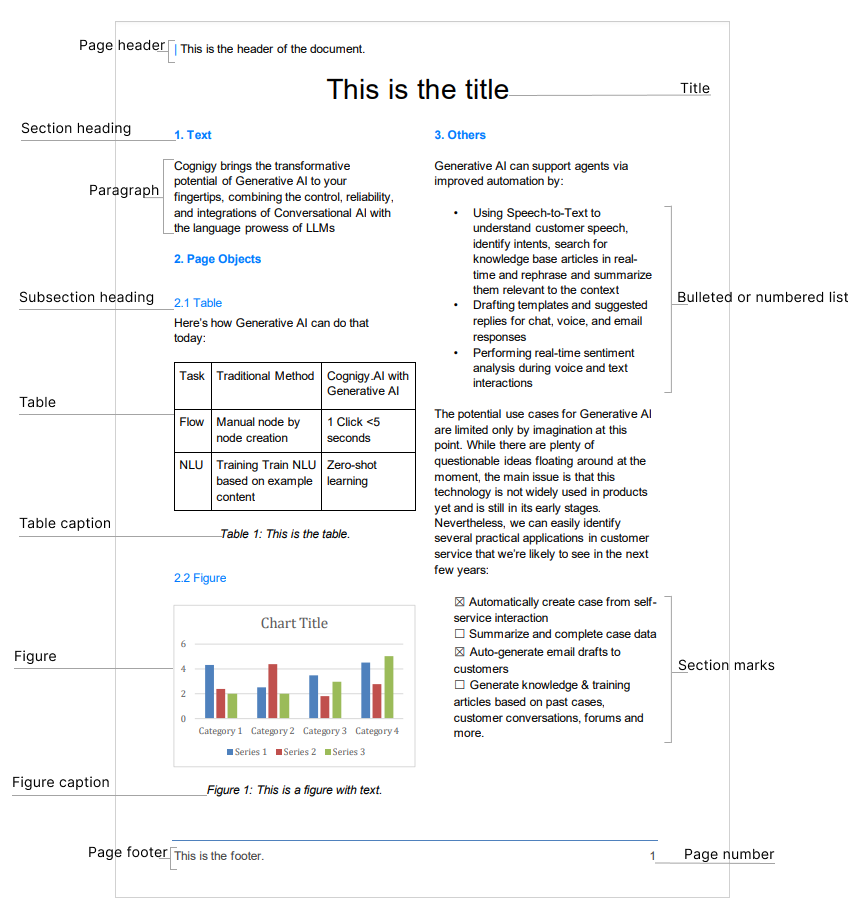 Page header
| This is the header of the document.
This is the title
Title
Section heading
1. Text
Paragraph
Cognigy brings the transformative
potential of Generative AI to your
fingertips, combining the control, reliability,
and integrations of Conversational AI with
the language prowess of LLMs
2. Page Objects
Subsection heading
2.1 Table
Here's how Generative AI can do that
today:
Table
Task Traditional Method Cognigy.AI with
Generative AI
Flow Manual node by
node creation
1 Click <5
seconds
NLU Training Train NLU
based on example
content
Zero-shot
learning
Table caption
Table 1: This is the table.
2.2 Figure
Figure
Chart Title
6
4
2
0
Category 1 Category 2 Category 3 Category 4
Series 1 Series 2 Series 3
Figure caption
Figure 1: This is a figure with text.
3. Others
Generative AI can support agents via
improved automation by:
Bulleted or numbered list
• Using Speech-to-Text to
understand customer speech,
identify intents, search for
knowledge base articles in real-
time and rephrase and summarize
them relevant to the context
• Drafting templates and suggested
replies for chat, voice, and email
responses
• Performing real-time sentiment
analysis during voice and text
interactions
The potential use cases for Generative AI
are limited only by imagination at this
point. While there are plenty of
questionable ideas floating around at the
moment, the main issue is that this
technology is not widely used in products
yet and is still in its early stages.
Nevertheless, we can easily identify
several practical applications in customer
service that we're likely to see in the next
few years:
Section marks
☒ Automatically create case from self-
service interaction
☐ Summarize and complete case data
☒ Auto-generate email drafts to
customers
☐ Generate knowledge & training
articles based on past cases,
customer conversations, forums and
more.
Page footer
This is the footer.
1
Page number